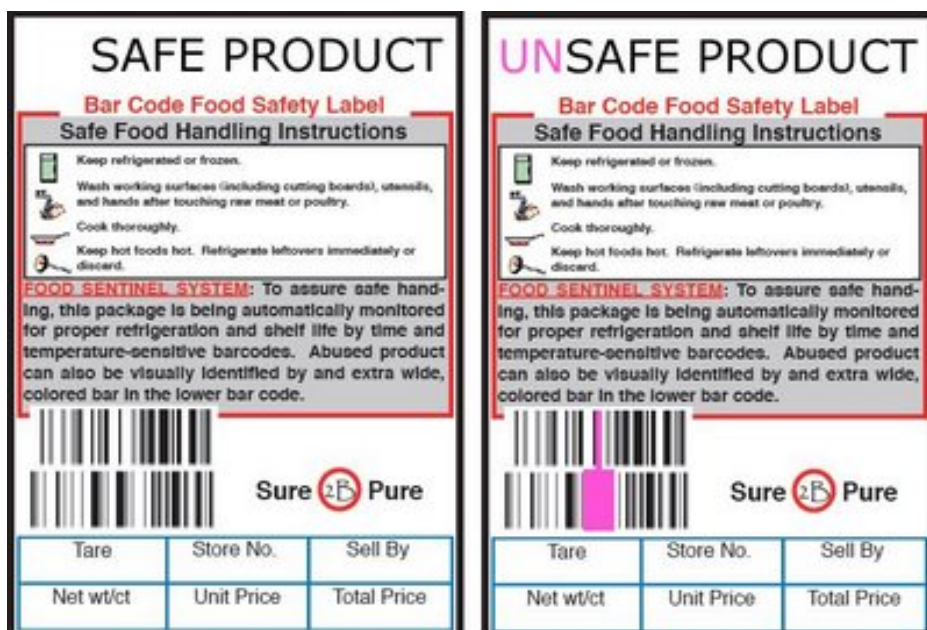 SAFE PRODUCT
Bar Code Food Safety Label
Safe Food Handling Instructions
Keep refrigerated or frozen.
Wash working surfaces (including cutting boards), utensils,
and hands after touching raw meat or poultry.
Cook thoroughly.
Keep hot foods hot. Refrigerate leftovers immediately or
discard.
FOOD SENTINEL SYSTEM: To assure safe hand-
ing, this package is being automatically monitored
for proper refrigeration and shelf life by time and
temperature-sensitive barcodes. Abused product
can also be visually identified by and extra wide,
colored bar in the lower bar code.
Sure 2B Pure
Tare Store No. Sell By
Net wt/ct Unit Price Total Price
UNSAFE PRODUCT
Bar Code Food Safety Label
Safe Food Handling Instructions
Keep refrigerated or frozen.
Wash working surfaces (including cutting boards), utensils,
and hands after touching raw meat or poultry.
Cook thoroughly.
Keep hot foods hot. Refrigerate leftovers immediately or
discard.
FOOD SENTINEL SYSTEM: To assure safe hand-
ing, this package is being automatically monitored
for proper refrigeration and shelf life by time and
temperature-sensitive barcodes. Abused product
can also be visually identified by and extra wide,
colored bar in the lower bar code.
Sure 2B Pure
Tare Store No. Sell By
Net wt/ct Unit Price Total Price